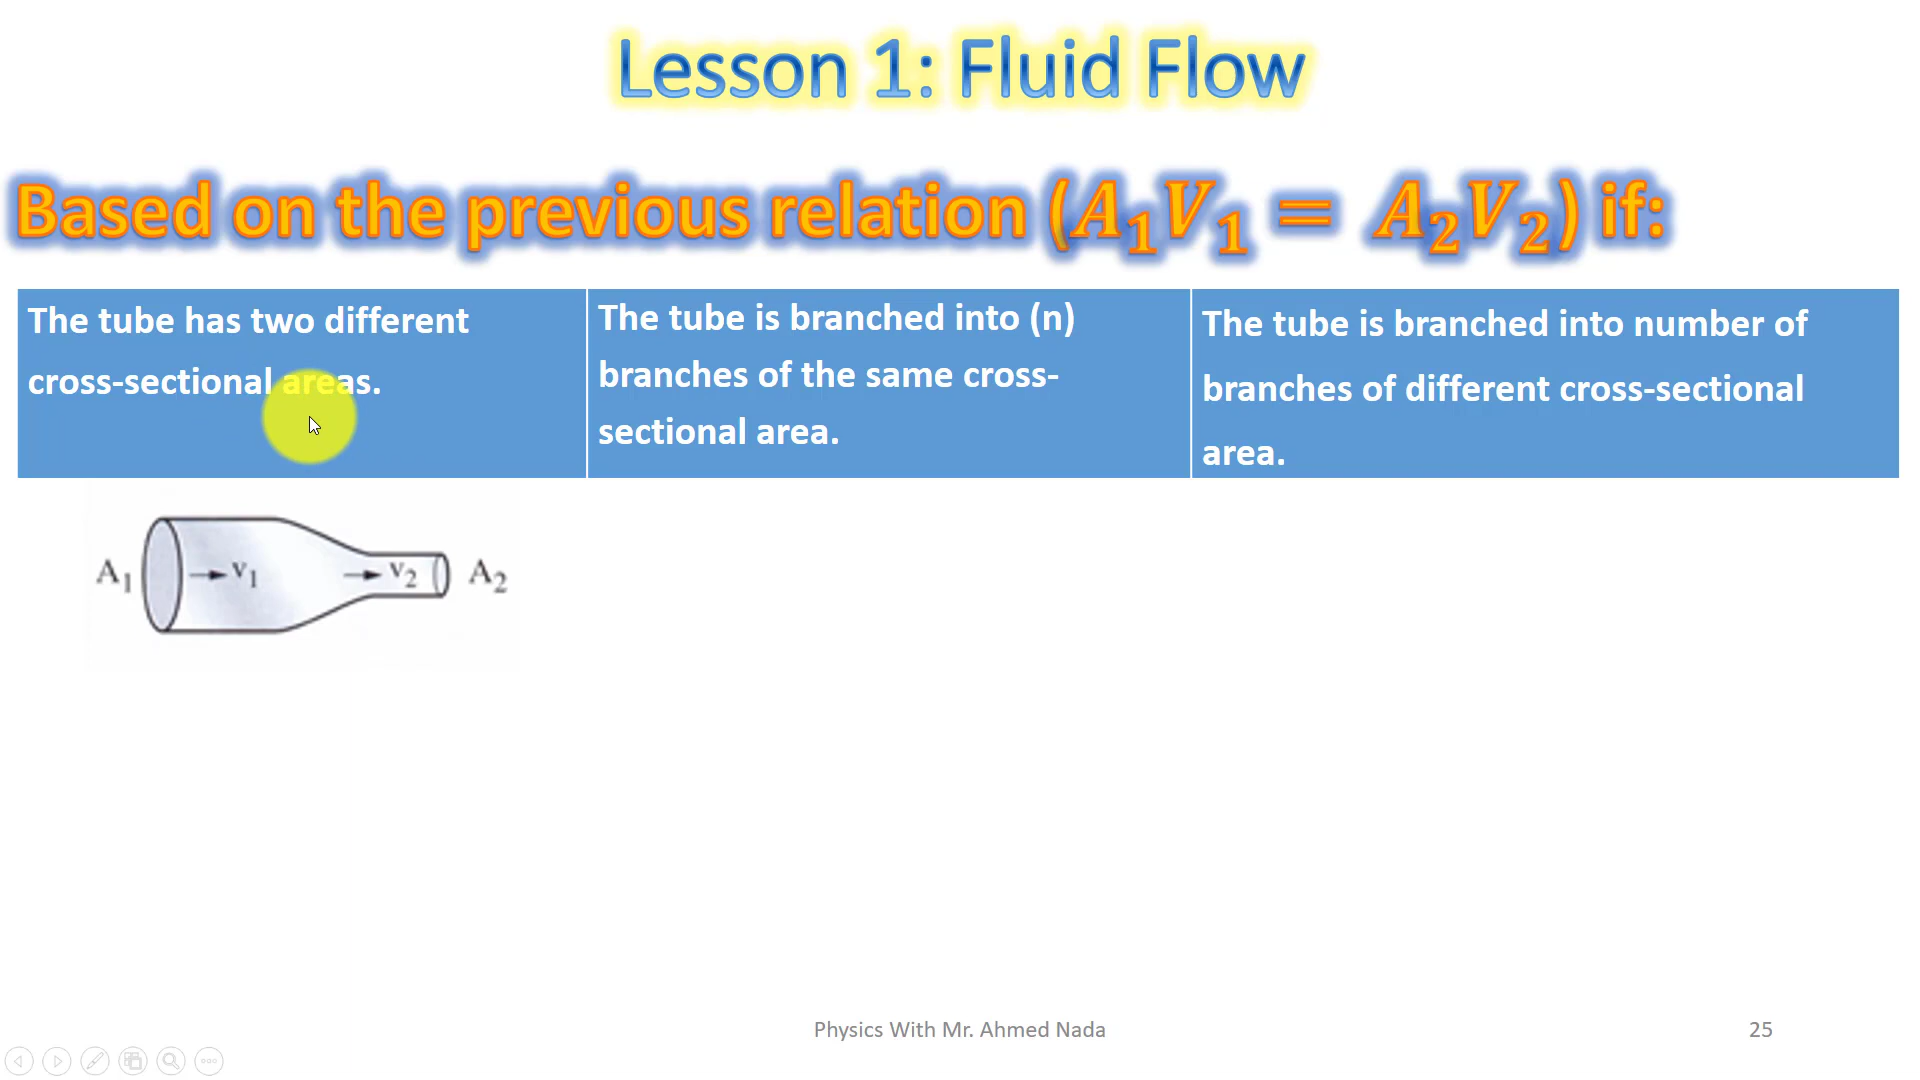 Lesson 1: Fluid Flow
Based on the previous relation (A₁V₁ = A₂V₂) if:
The tube has two different
cross-sectional areas.
The tube is branched into (n)
branches of the same cross-
sectional area.
The tube is branched into number of
branches of different cross-sectional
area.
A₁ v₁ v₂ A₂
Physics With Mr. Ahmed Nada
25